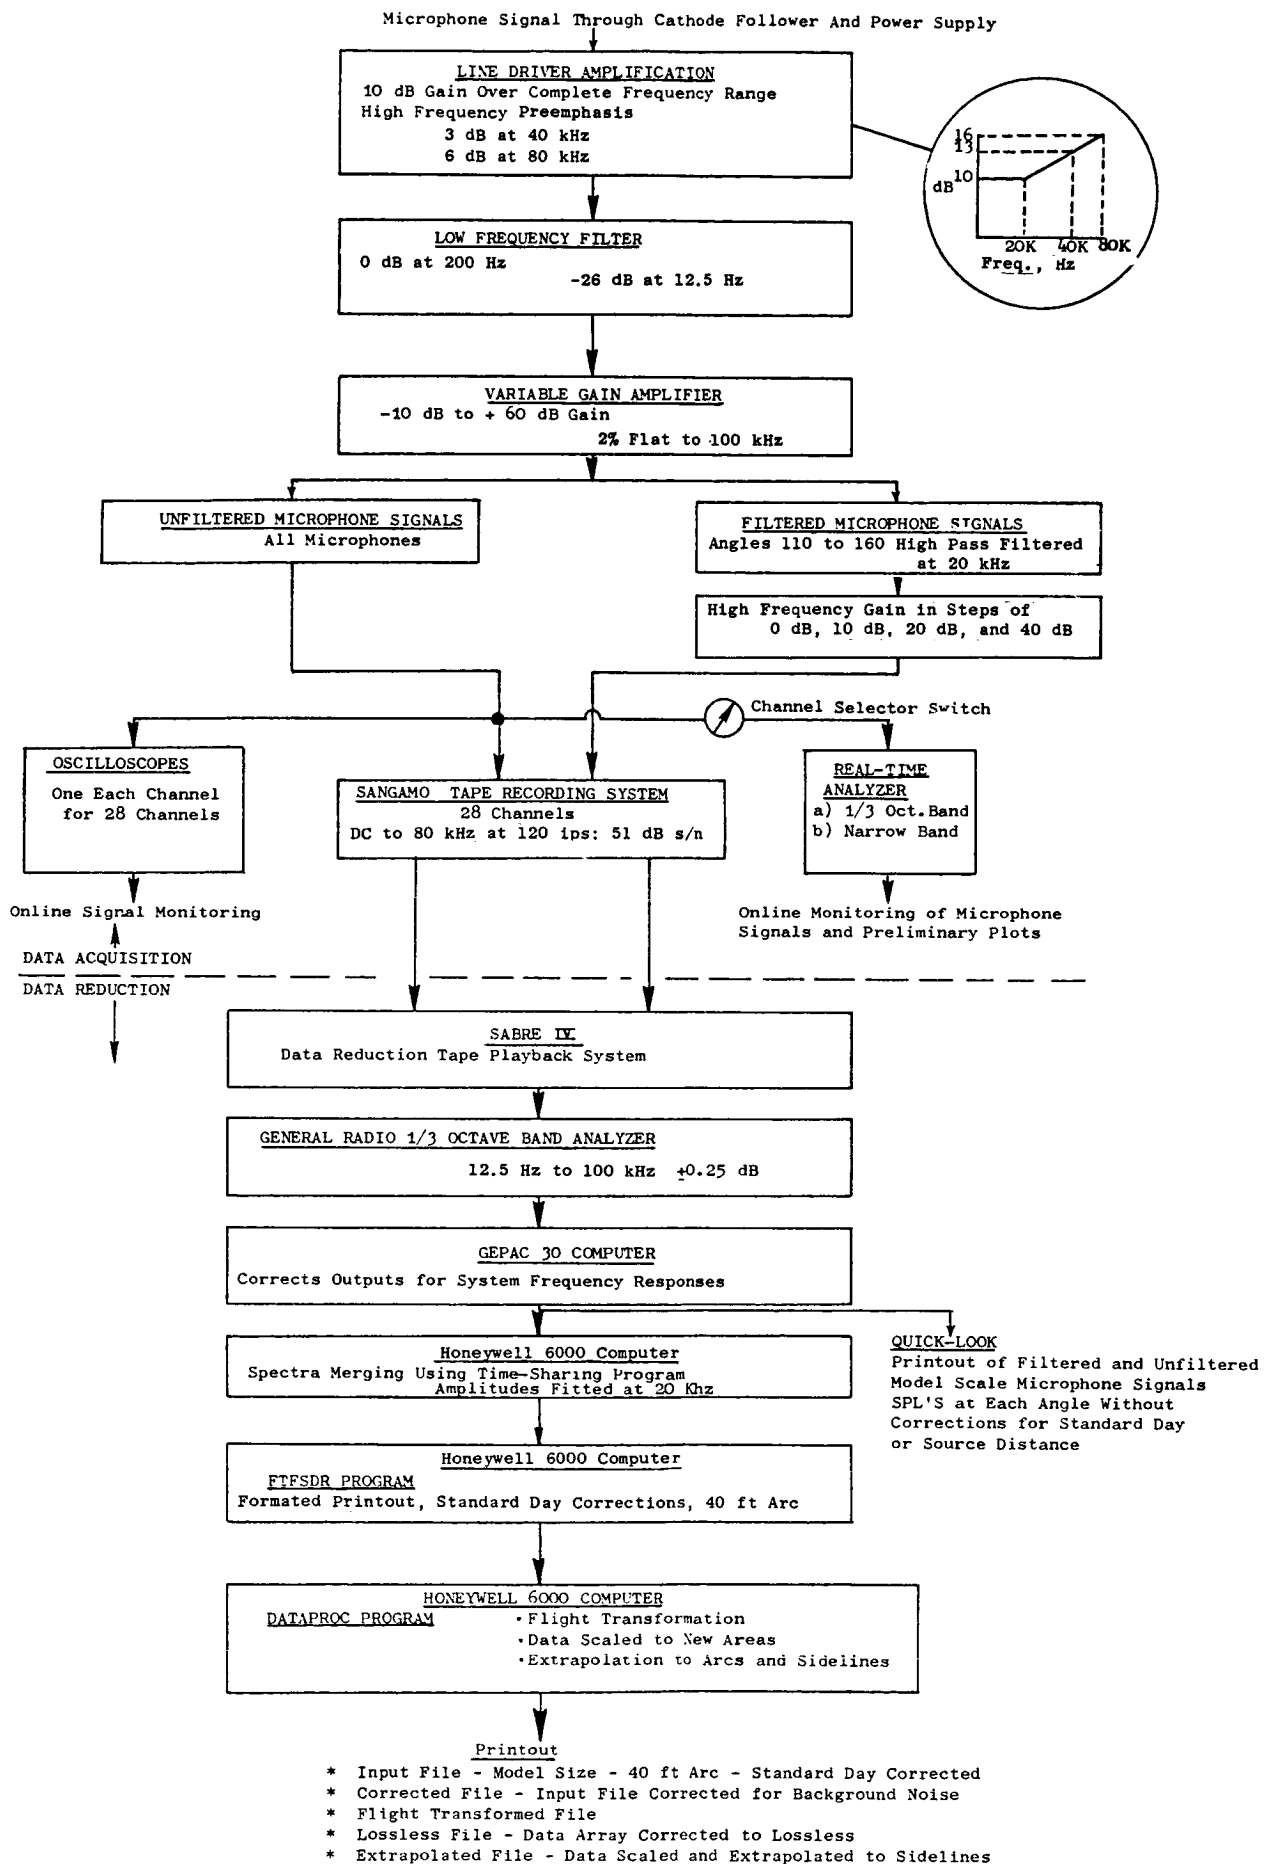 Microphone Signal Through Cathode Follower And Power Supply
LINE DRIVER AMPLIFICATION
10 dB Gain Over Complete Frequency Range
High Frequency Preemphasis
3 dB at 40 kHz
6 dB at 80 kHz
16
13
10
dB
20K 40K 80K
Freq., Hz
LOW FREQUENCY FILTER
0 dB at 200 Hz
-26 dB at 12.5 Hz
VARIABLE GAIN AMPLIFIER
-10 dB to + 60 dB Gain
2% Flat to 100 kHz
UNFILTERED MICROPHONE SIGNALS
All Microphones
FILTERED MICROPHONE SIGNALS
Angles 110 to 160 High Pass Filtered
at 20 kHz
High Frequency Gain in Steps of
0 dB, 10 dB, 20 dB, and 40 dB
Channel Selector Switch
OSCILLOSCOPES
One Each Channel
for 28 Channels
SANGAMO TAPE RECORDING SYSTEM
28 Channels
DC to 80 kHz at 120 ips: 51 dB s/n
REAL-TIME
ANALYZER
a) 1/3 Oct.Band
b) Narrow Band
Online Signal Monitoring
Online Monitoring of Microphone
Signals and Preliminary Plots
DATA ACQUISITION
DATA REDUCTION
SABRE IV
Data Reduction Tape Playback System
GENERAL RADIO 1/3 OCTAVE BAND ANALYZER
12.5 Hz to 100 kHz ±0.25 dB
GEPAC 30 COMPUTER
Corrects Outputs for System Frequency Responses
Honeywell 6000 Computer
Spectra Merging Using Time-Sharing Program
Amplitudes Fitted at 20 Khz
QUICK-LOOK
Printout of Filtered and Unfiltered
Model Scale Microphone Signals
SPL'S at Each Angle Without
Corrections for Standard Day
or Source Distance
Honeywell 6000 Computer
FTFSDR PROGRAM
Formated Printout, Standard Day Corrections, 40 ft Arc
HONEYWELL 6000 COMPUTER
DATAPROC PROGRAM
• Flight Transformation
• Data Scaled to New Areas
• Extrapolation to Arcs and Sidelines
Printout
* Input File - Model Size - 40 ft Arc - Standard Day Corrected
* Corrected File - Input File Corrected for Background Noise
* Flight Transformed File
* Lossless File - Data Array Corrected to Lossless
* Extrapolated File - Data Scaled and Extrapolated to Sidelines